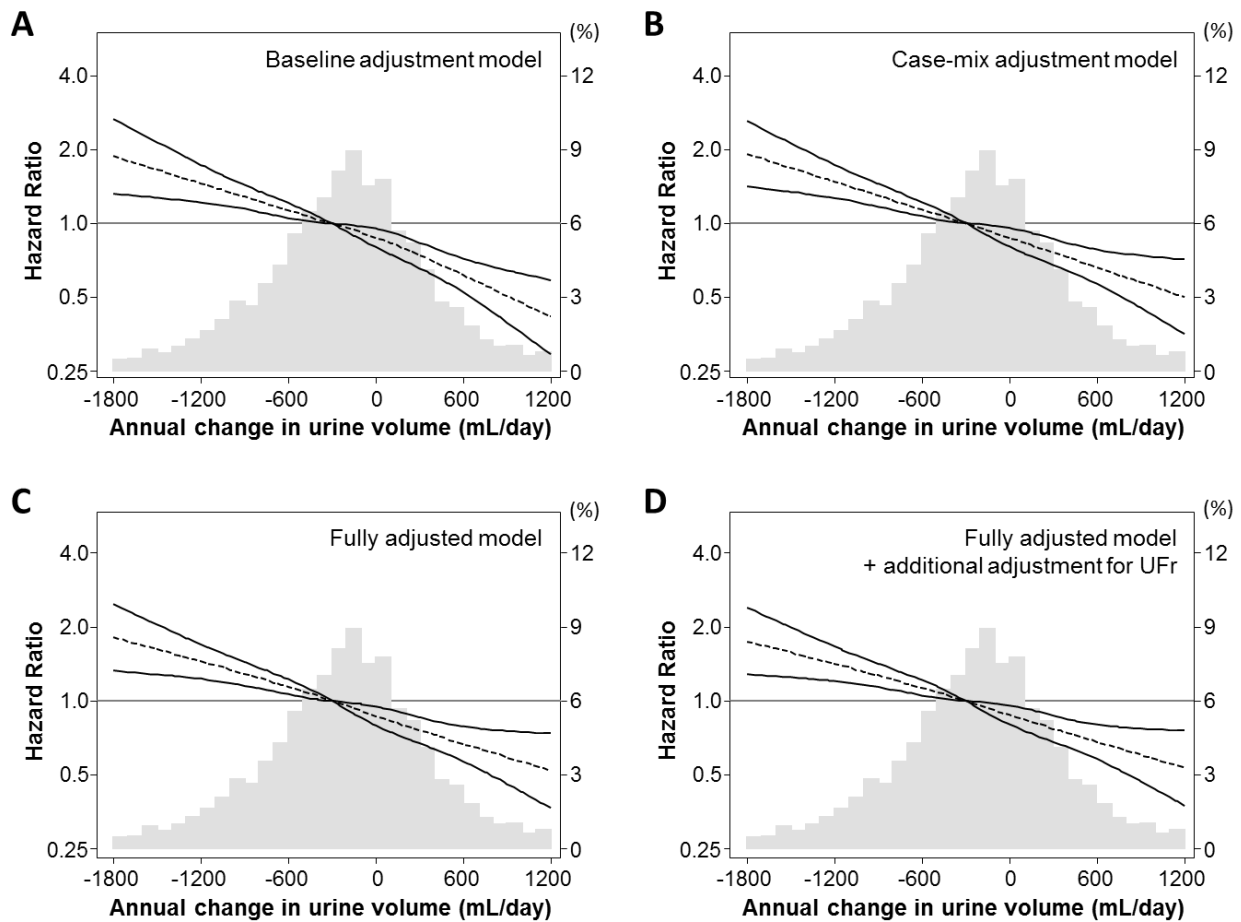 A
(%)
Baseline adjustment model
4.0
12
2.0
9
1.0
6
0.5
3
0.25
0
Hazard Ratio
-1800 -1200 -600 0 600 1200
Annual change in urine volume (mL/day)
B
(%)
Case-mix adjustment model
4.0
12
2.0
9
1.0
6
0.5
3
0.25
0
Hazard Ratio
-1800 -1200 -600 0 600 1200
Annual change in urine volume (mL/day)
C
(%)
Fully adjusted model
4.0
12
2.0
9
1.0
6
0.5
3
0.25
0
Hazard Ratio
-1800 -1200 -600 0 600 1200
Annual change in urine volume (mL/day)
D
(%)
Fully adjusted model
+ additional adjustment for UFr
4.0
12
2.0
9
1.0
6
0.5
3
0.25
0
Hazard Ratio
-1800 -1200 -600 0 600 1200
Annual change in urine volume (mL/day)